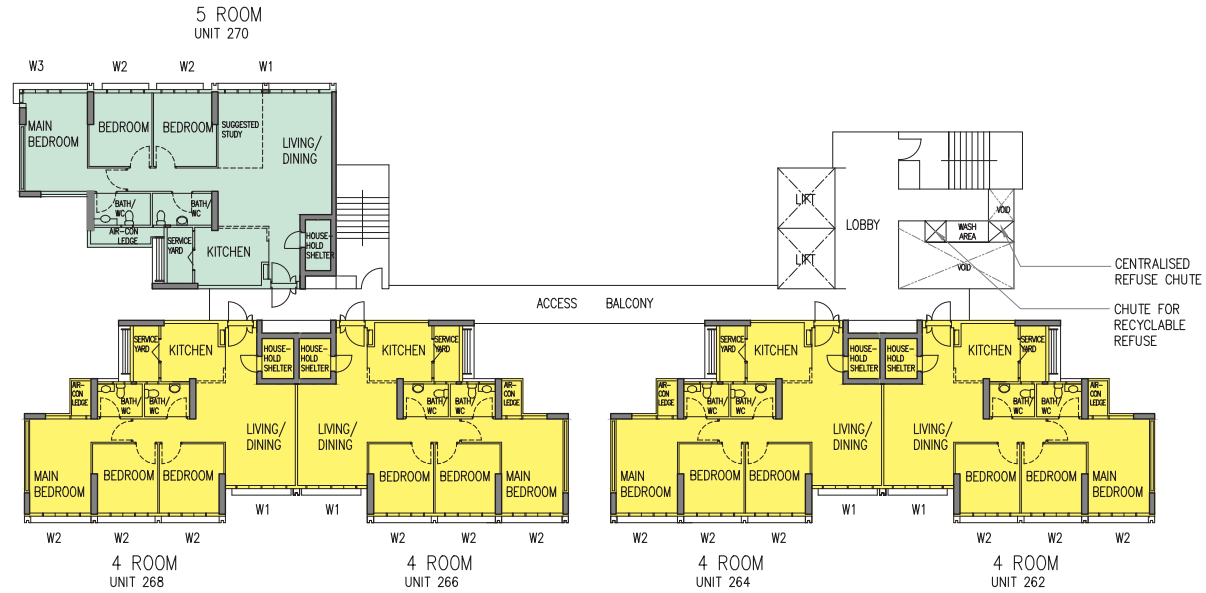 5 ROOM
UNIT 270
W3
W2
W2
W1
MAIN
BEDROOM
BEDROOM
BEDROOM
SUGGESTED
STUDY
LIVING/
DINING
BATH/
WC
BATH/
WC
AIR-CON
LEDGE
SERVICE
YARD
KITCHEN
HOUSE-
HOLD
SHELTER
LIFT
LIFT
LOBBY
VOID
WASH
AREA
VOID
CENTRALISED
REFUSE CHUTE
CHUTE FOR
RECYCLABLE
REFUSE
ACCESS BALCONY
SERVICE
YARD
KITCHEN
HOUSE-
HOLD
SHELTER
AIR-
CON
LEDGE
BATH/
WC
BATH/
WC
LIVING/
DINING
MAIN
BEDROOM
BEDROOM
BEDROOM
W1
W2
W2
W2
4 ROOM
UNIT 268
HOUSE-
HOLD
SHELTER
KITCHEN
SERVICE
YARD
BATH/
WC
BATH/
WC
AIR-
CON
LEDGE
LIVING/
DINING
BEDROOM
BEDROOM
MAIN
BEDROOM
W1
W2
W2
W2
4 ROOM
UNIT 266
SERVICE
YARD
KITCHEN
HOUSE-
HOLD
SHELTER
AIR-
CON
LEDGE
BATH/
WC
BATH/
WC
LIVING/
DINING
MAIN
BEDROOM
BEDROOM
BEDROOM
W1
W2
W2
W2
4 ROOM
UNIT 264
HOUSE-
HOLD
SHELTER
KITCHEN
SERVICE
YARD
BATH/
WC
BATH/
WC
AIR-
CON
LEDGE
LIVING/
DINING
BEDROOM
BEDROOM
MAIN
BEDROOM
W1
W2
W2
W2
4 ROOM
UNIT 262